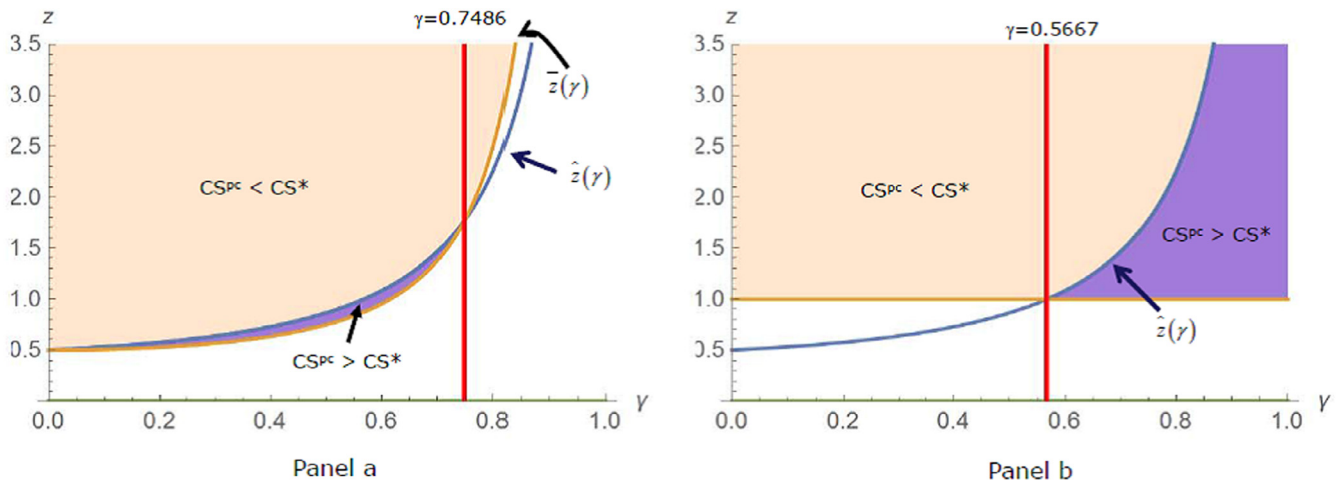 z
γ=0.7486
3.5
z̅(γ)
3.0
2.5
ẑ(γ)
CSᵖᶜ < CS*
2.0
1.5
1.0
0.5
CSᵖᶜ > CS*
0.0 0.2 0.4 0.6 0.8 1.0 γ
Panel a
z
γ=0.5667
3.5
3.0
2.5
CSᵖᶜ < CS*
2.0
CSᵖᶜ > CS*
1.5
1.0
ẑ(γ)
0.5
0.0 0.2 0.4 0.6 0.8 1.0 γ
Panel b